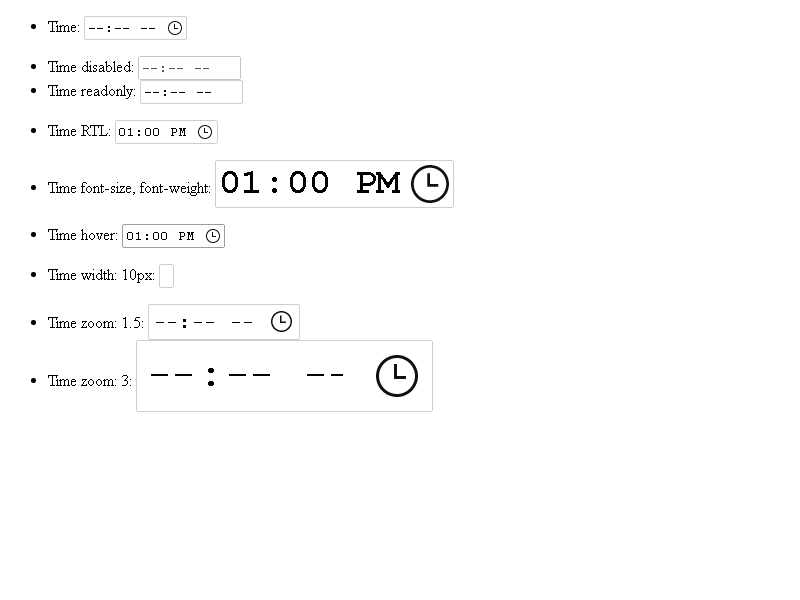 Time: --:-- --
Time disabled: --:-- --
Time readonly: --:-- --
Time RTL: 01:00 PM
Time font-size, font-weight: 01:00 PM
Time hover: 01:00 PM
Time width: 10px:
Time zoom: 1.5: --:-- --
Time zoom: 3: --:-- --